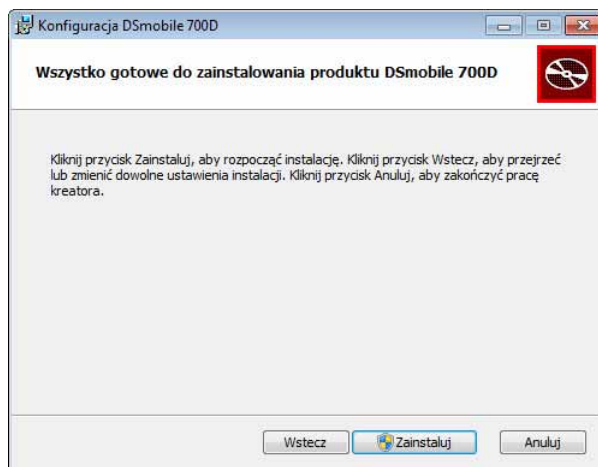 Konfiguracja DSmobile 700D
Wszystko gotowe do zainstalowania produktu DSmobile 700D
Kliknij przycisk Zainstaluj, aby rozpocząć instalację. Kliknij przycisk Wstecz, aby przejrzeć
lub zmienić dowolne ustawienia instalacji. Kliknij przycisk Anuluj, aby zakończyć pracę
kreatora.
Wstecz Zainstaluj Anuluj